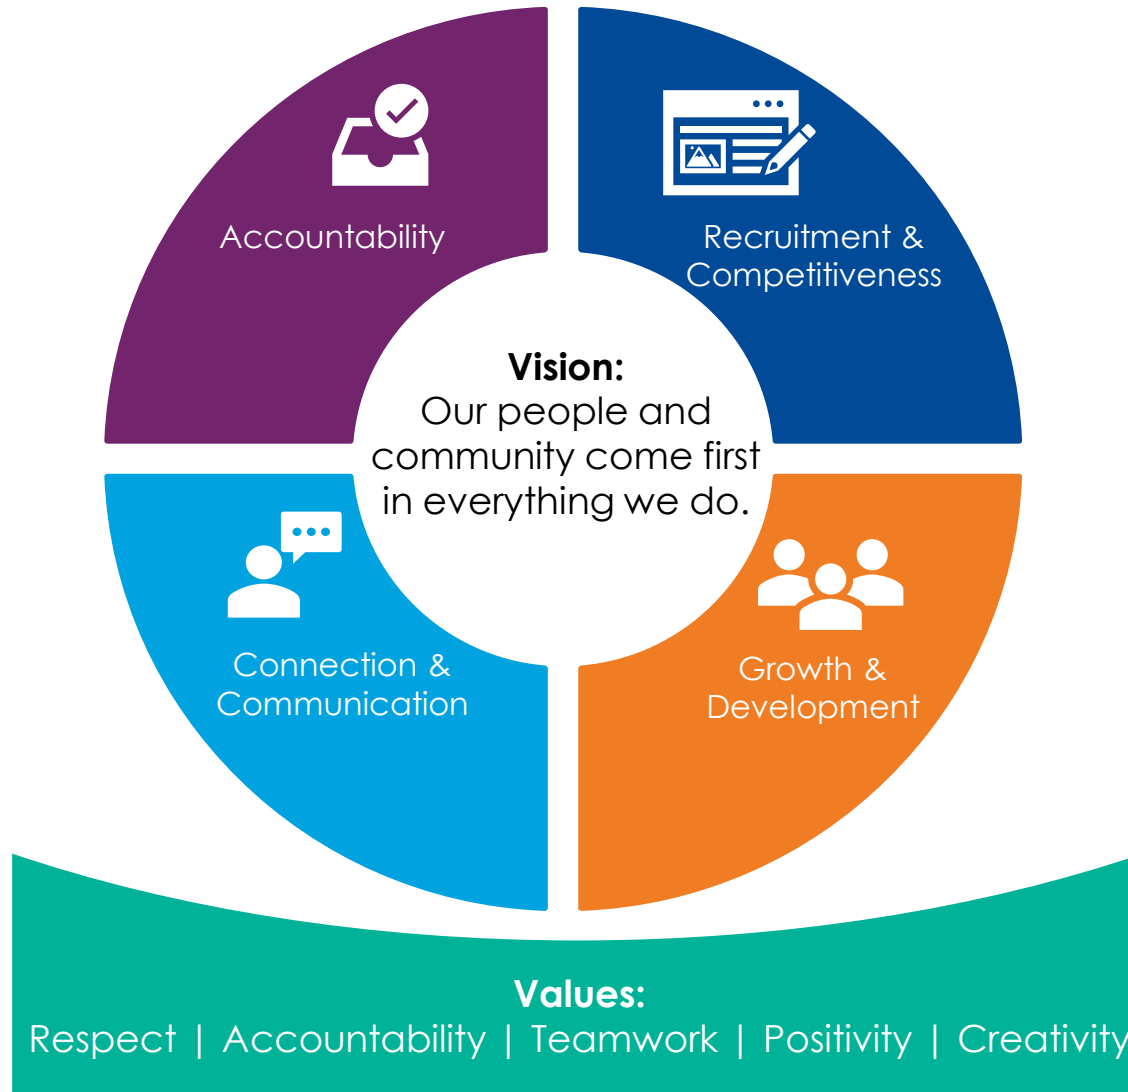 Accountability
Recruitment &
Competitiveness
Vision:
Our people and
community come first
in everything we do.
Connection &
Communication
Growth &
Development
Values:
Respect | Accountability | Teamwork | Positivity | Creativity